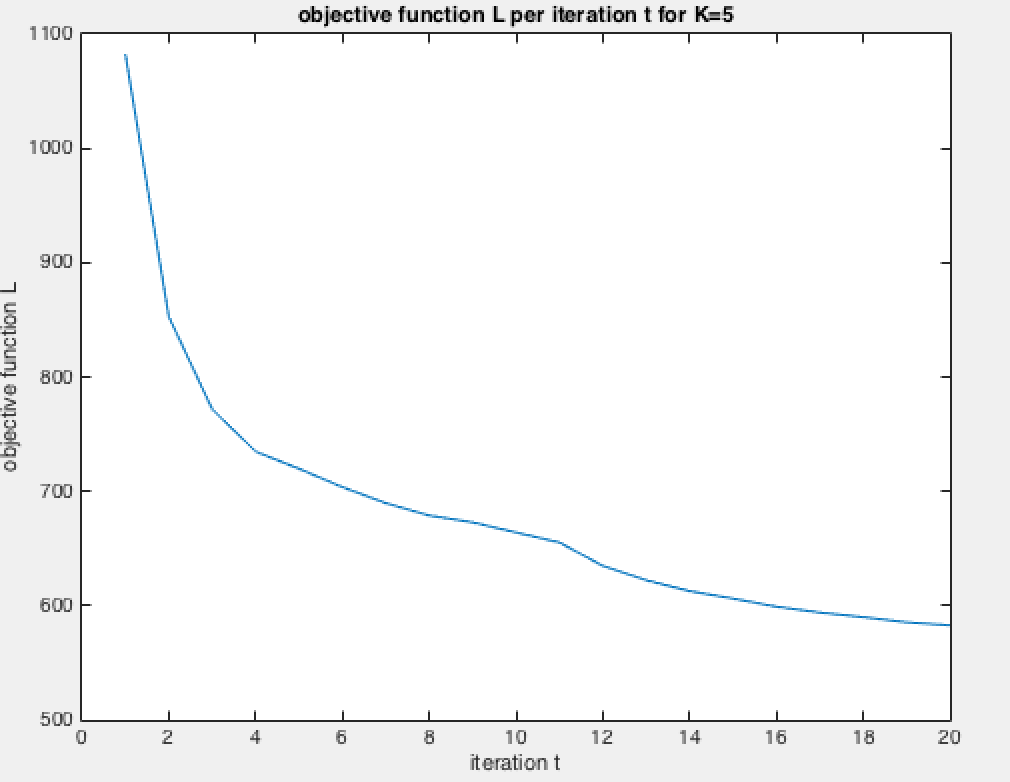 objective function L per iteration t for K=5
1100
1000
900
800
700
600
500
objective function L
0 2 4 6 8 10 12 14 16 18 20
iteration t